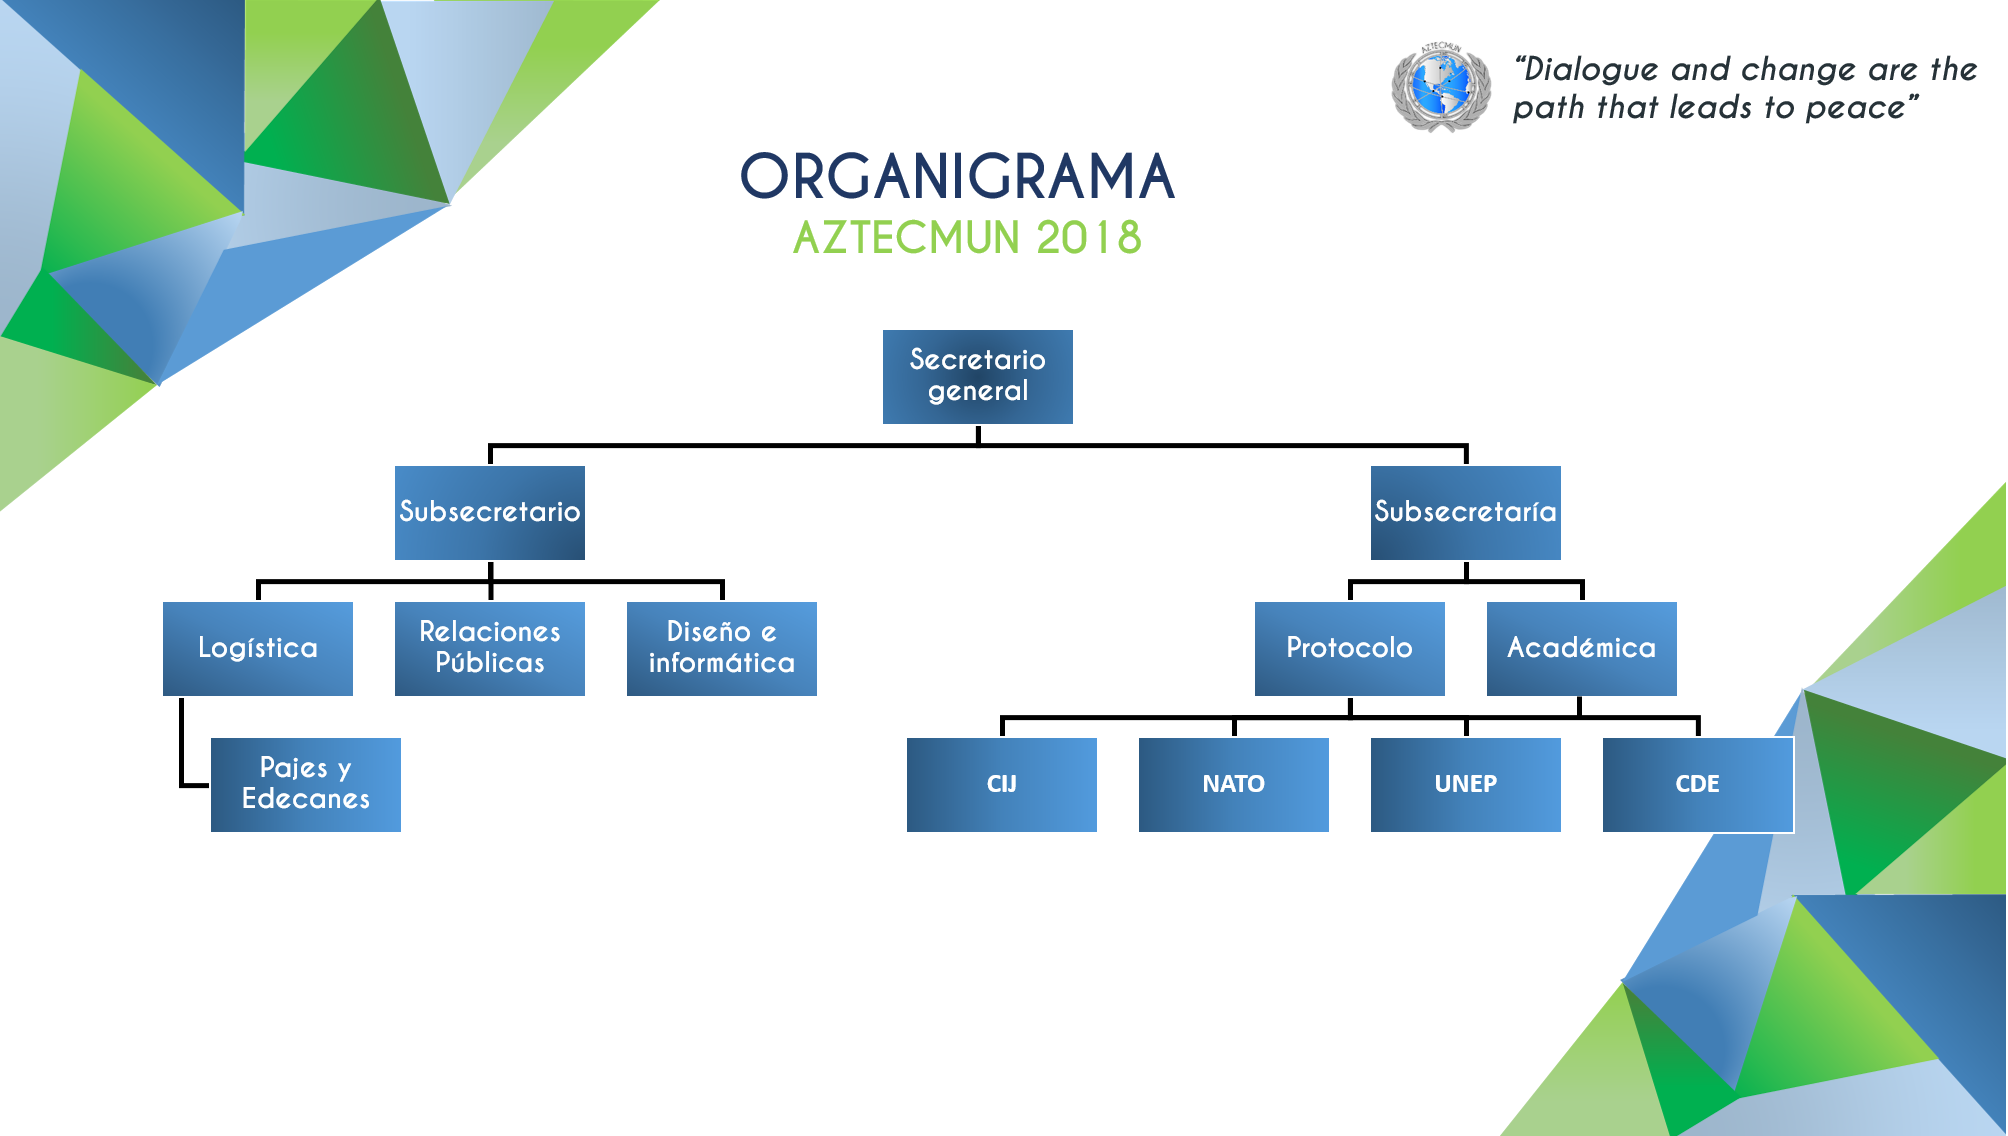 AZTECMUN
“Dialogue and change are the
path that leads to peace”
ORGANIGRAMA
AZTECMUN 2018
Secretario
general
Subsecretario
Subsecretaría
Logística
Relaciones
Públicas
Diseño e
informática
Protocolo
Académica
Pajes y
Edecanes
CIJ
NATO
UNEP
CDE